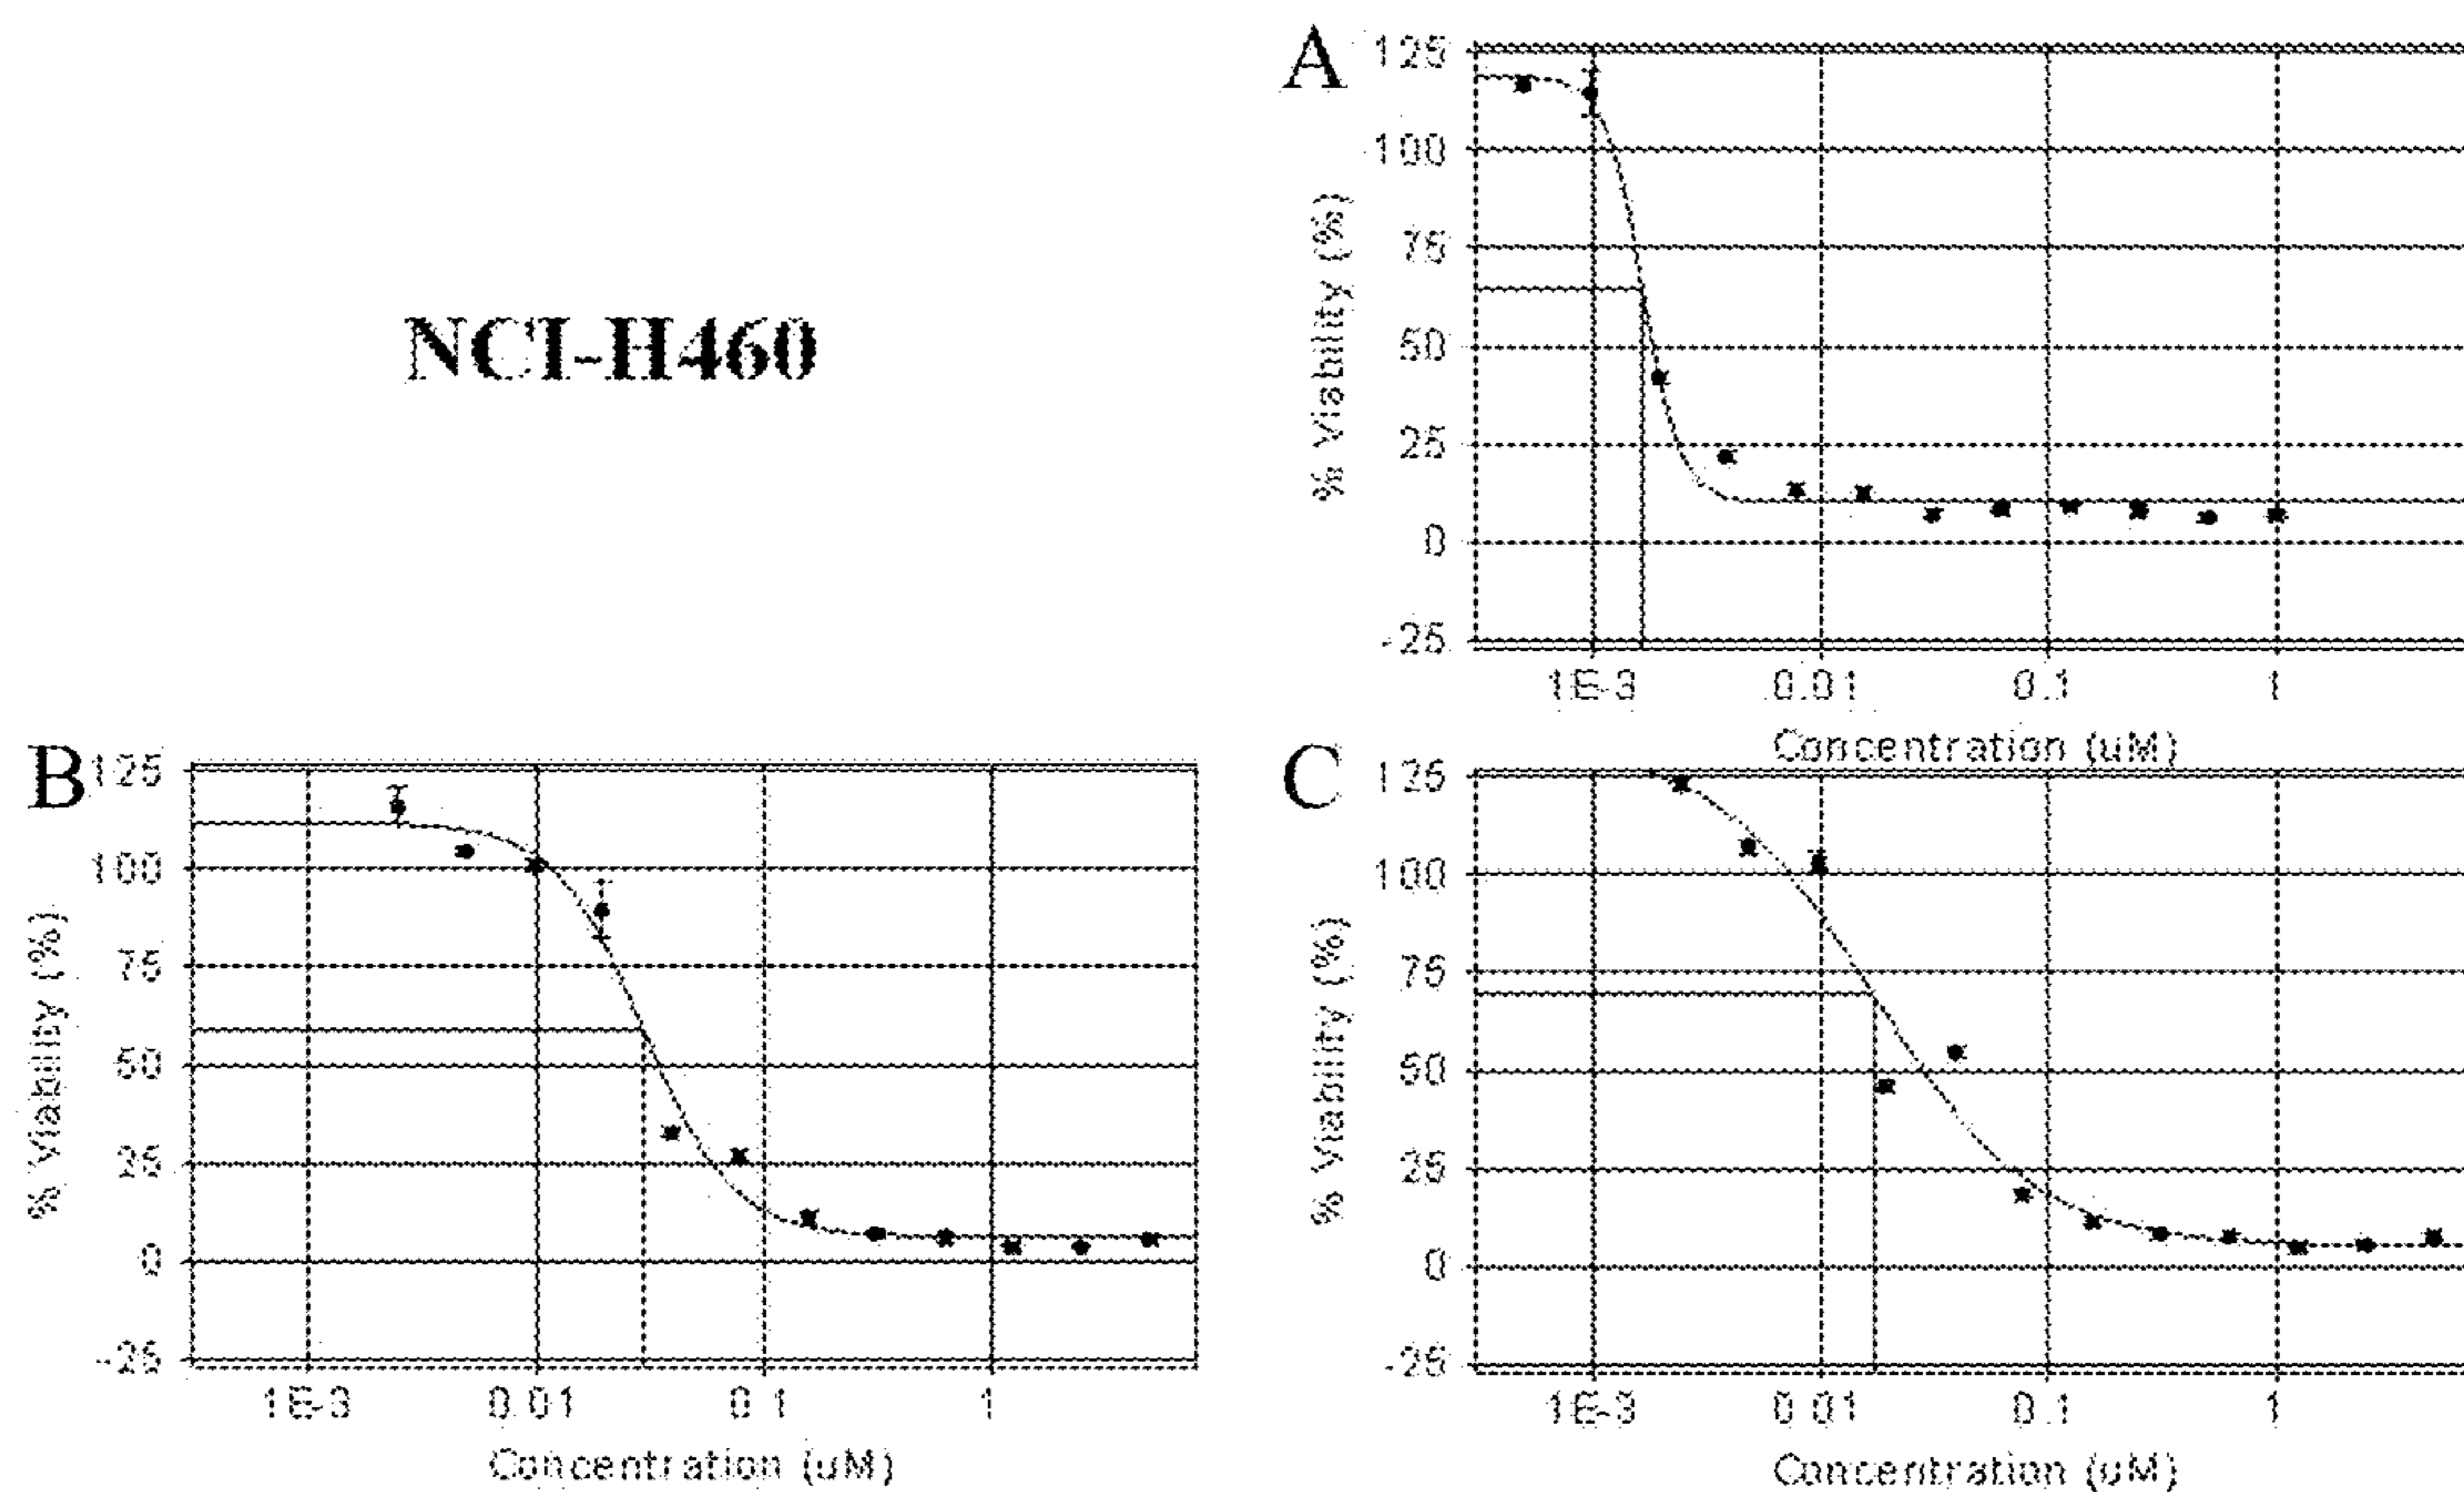 A
125
100
75
50
25
0
-25
% Viability (%)
1E-3 0.01 0.1 1
Concentration (uM)
NCI-H460
B
125
100
75
50
25
0
-25
% Viability (%)
1E-3 0.01 0.1 1
Concentration (uM)
C
125
100
75
50
25
0
-25
% Viability (%)
1E-3 0.01 0.1 1
Concentration (uM)